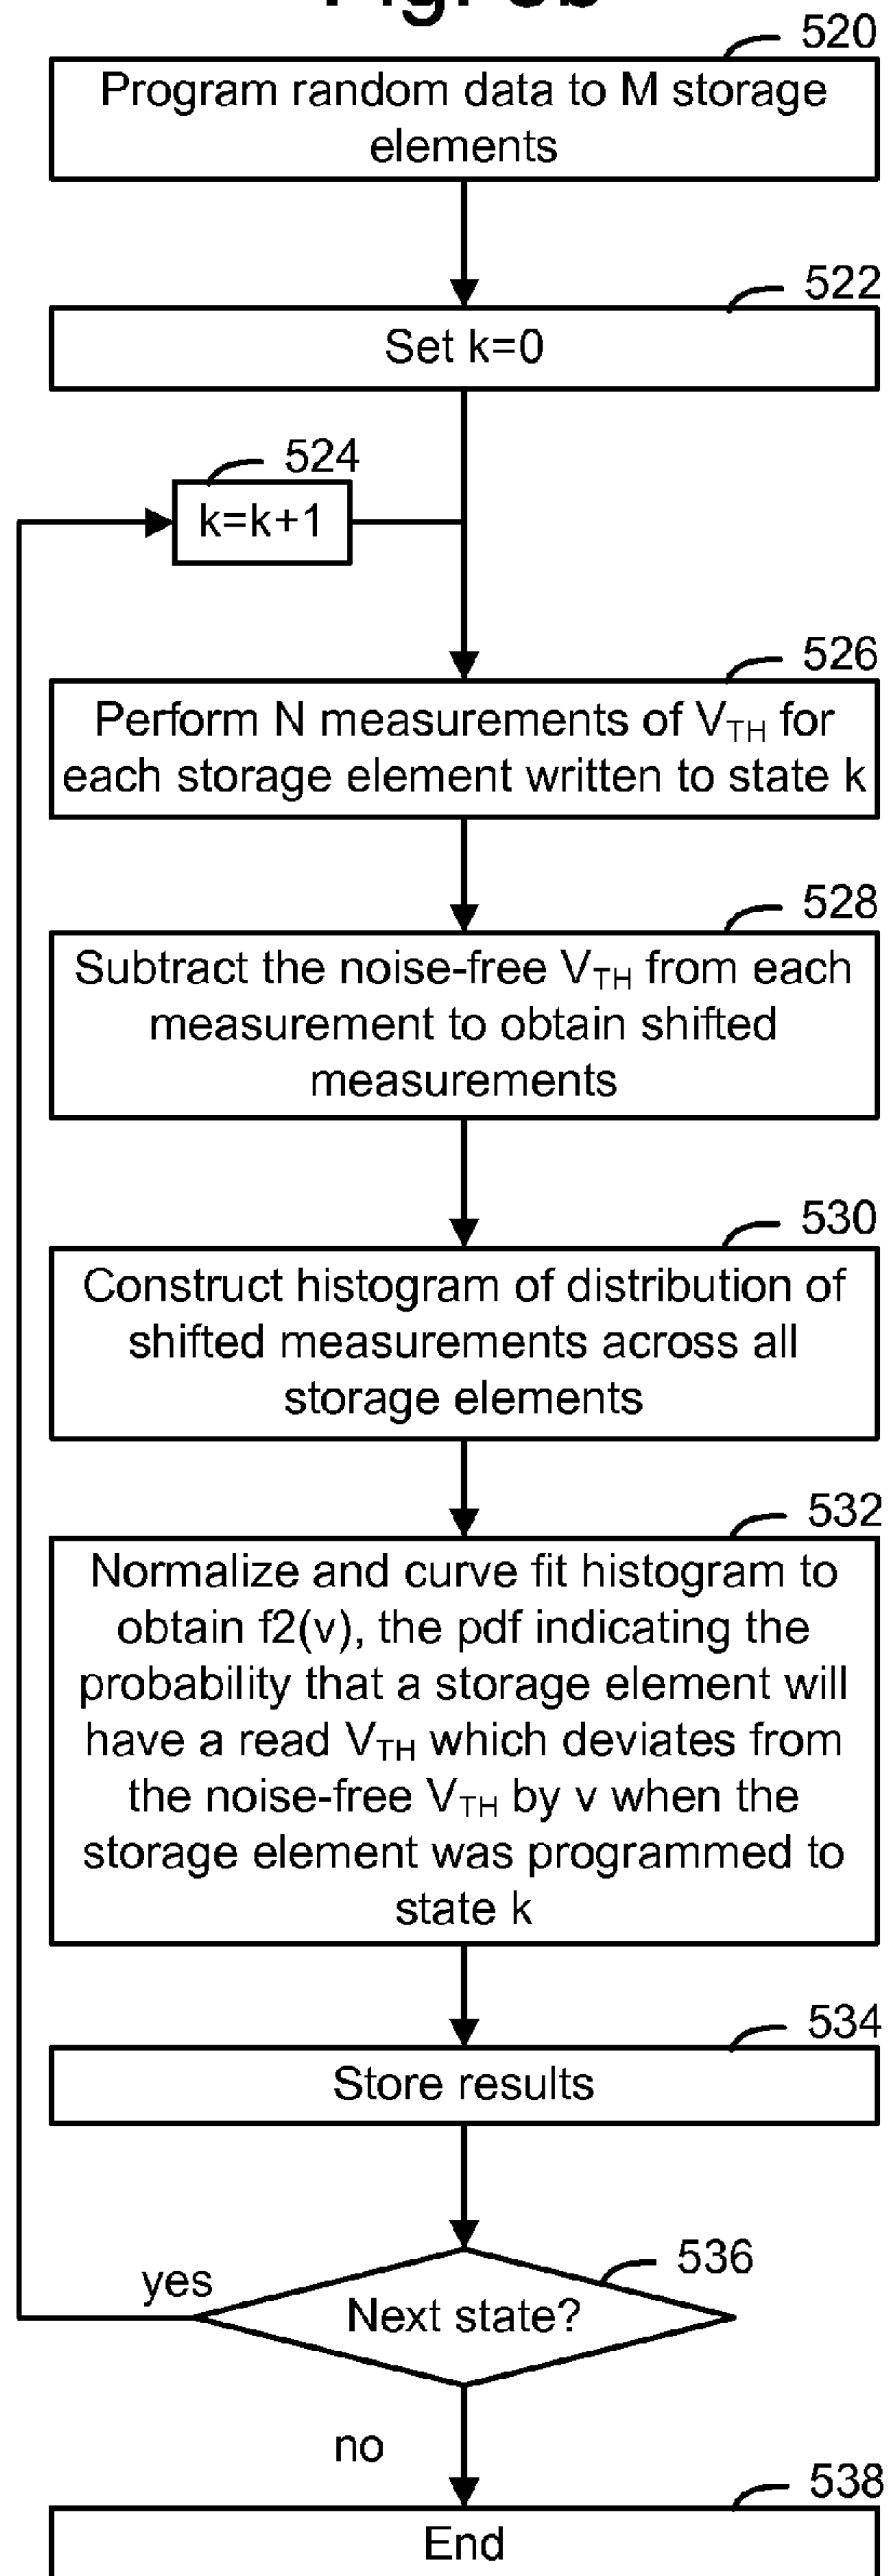 520
Program random data to M storage
elements
522
Set k=0
524
k=k+1
526
Perform N measurements of VTH for
each storage element written to state k
528
Subtract the noise-free VTH from each
measurement to obtain shifted
measurements
530
Construct histogram of distribution of
shifted measurements across all
storage elements
532
Normalize and curve fit histogram to
obtain f2(v), the pdf indicating the
probability that a storage element will
have a read VTH which deviates from
the noise-free VTH by v when the
storage element was programmed to
state k
534
Store results
536
yes
Next state?
no
538
End